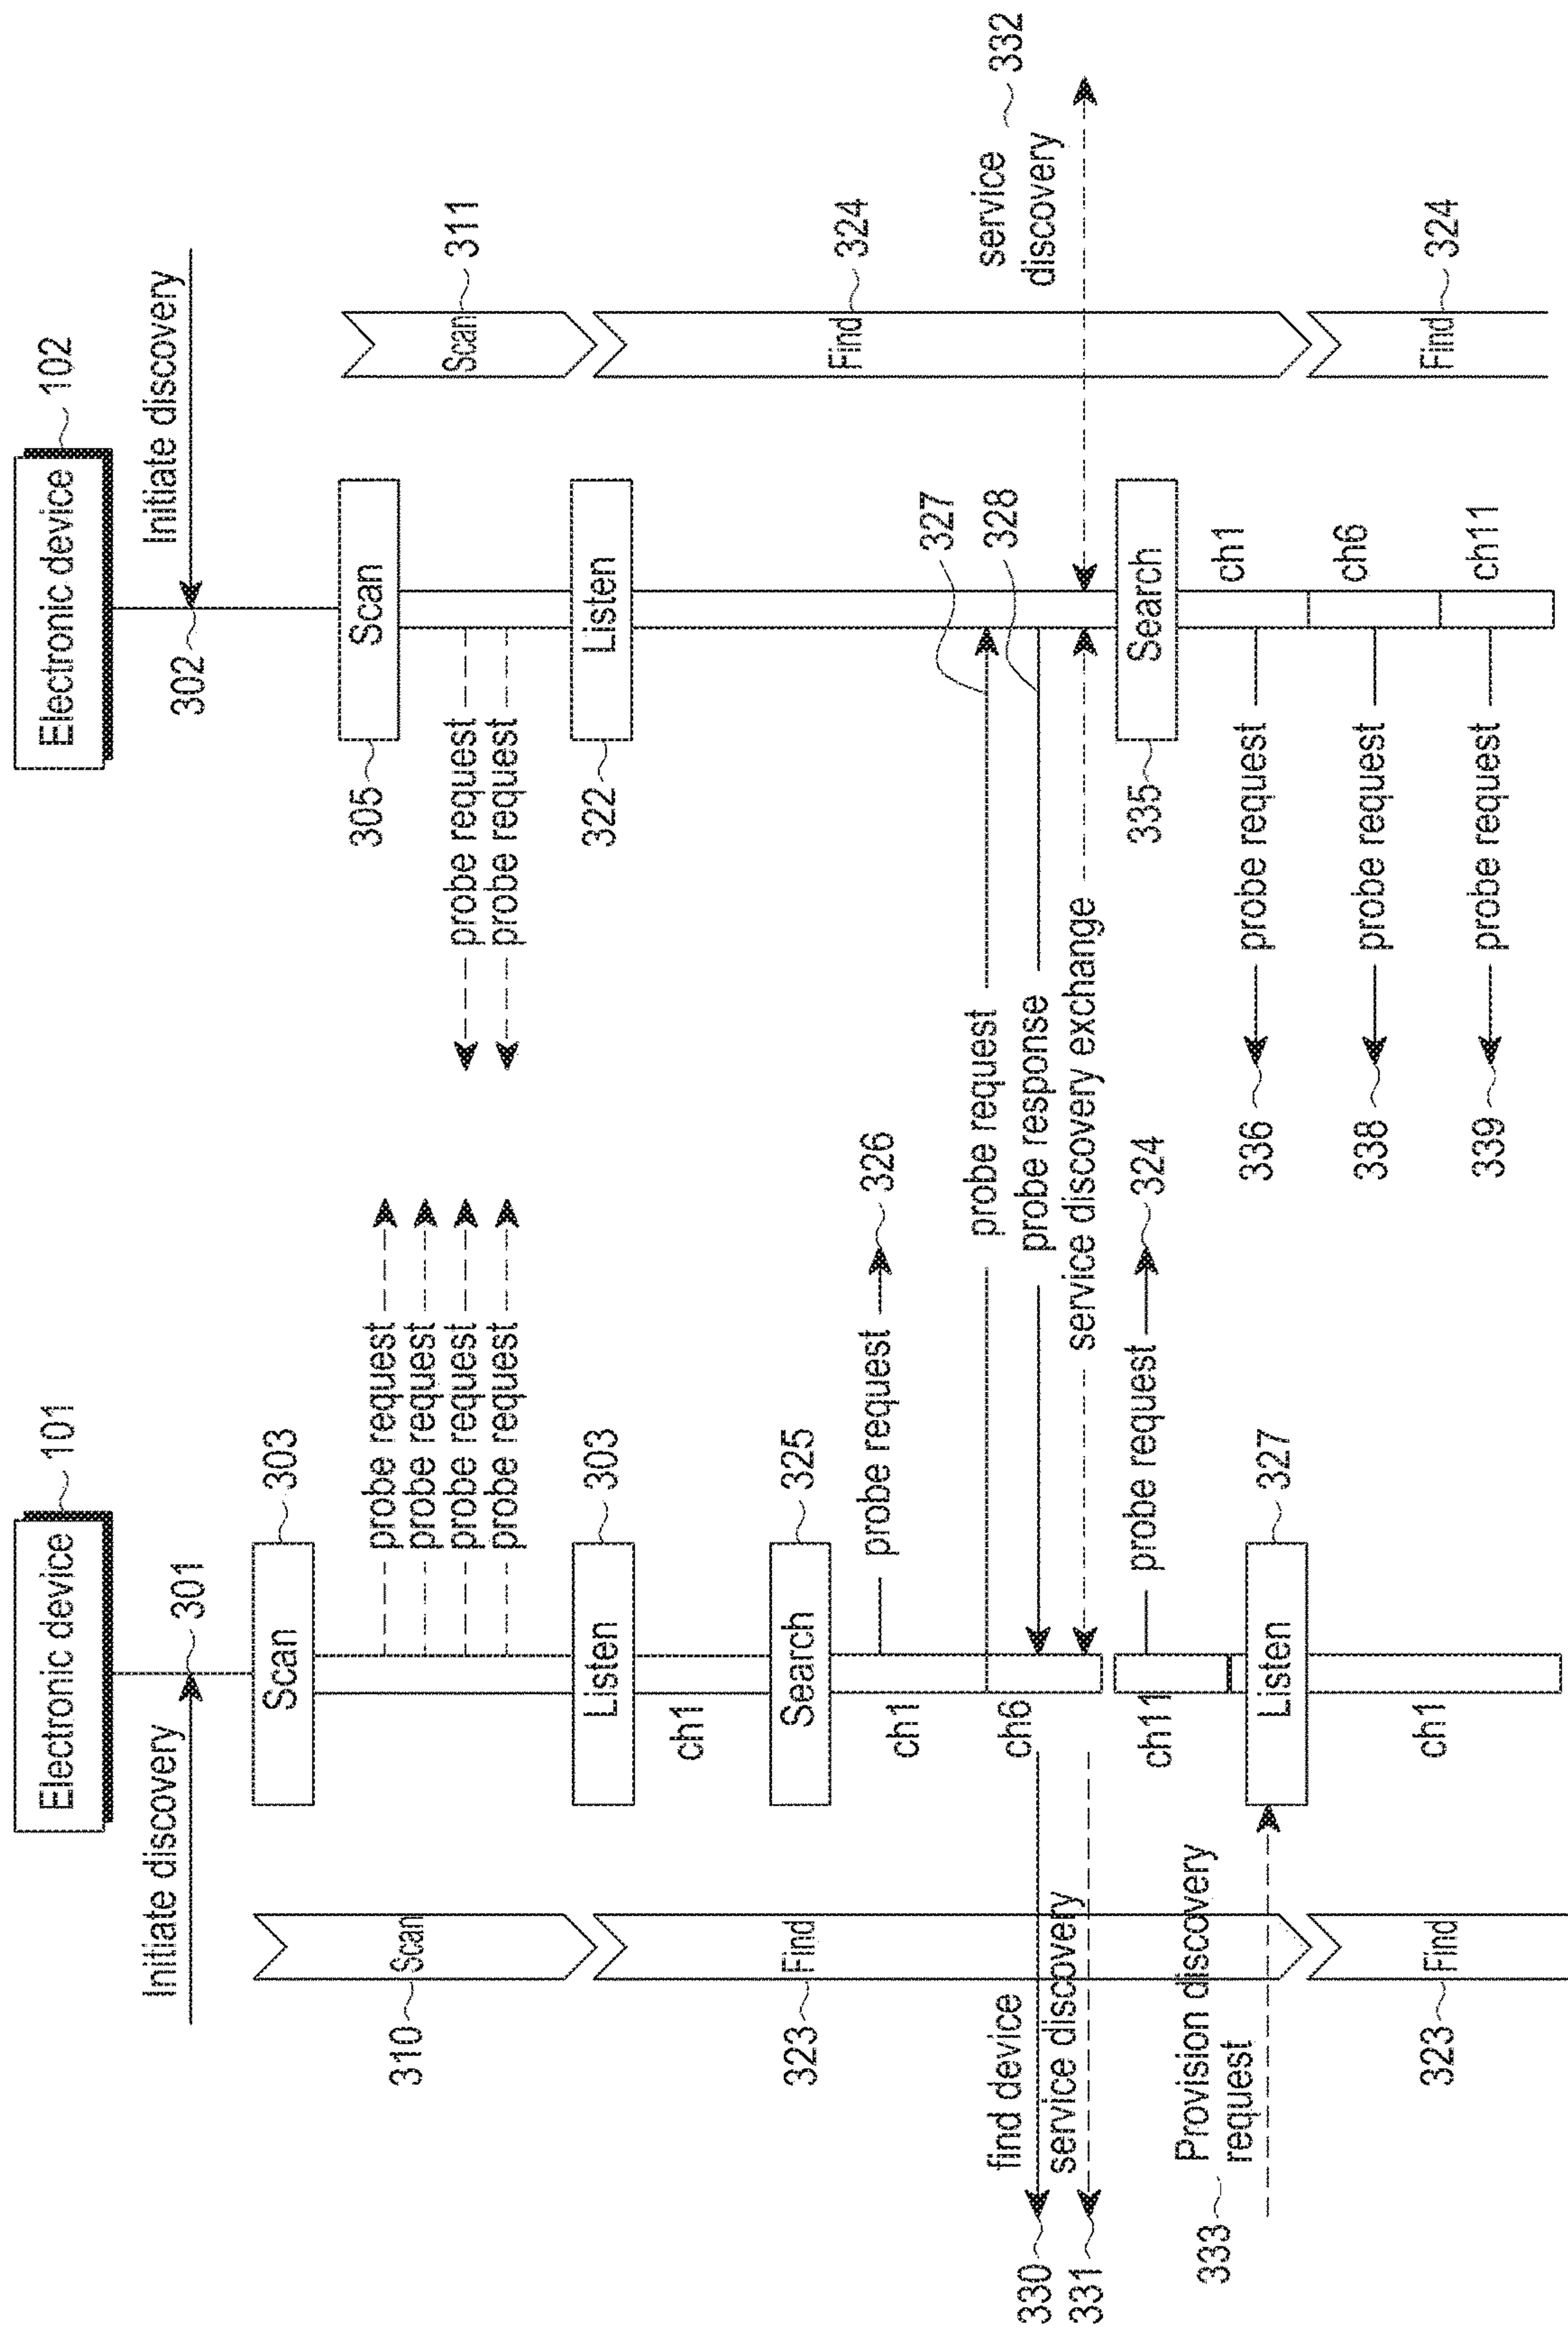 Electronic device
101
Electronic device
102
Initiate discovery
301
302
Initiate discovery
310
Scan
Scan
303
305
Scan
Scan
311
probe request
probe request
probe request
probe request
probe request
probe request
Listen
303
322
Listen
ch1
323
Find
Search
325
Find
324
ch1
probe request
326
327
find device
ch6
probe request
328
service
discovery
332
330
probe response
service discovery
331
service discovery exchange
ch11
probe request
324
335
Search
333
Provision discovery
request
Listen
327
336
probe request
ch1
338
probe request
ch6
323
Find
ch1
339
probe request
ch11
Find
324